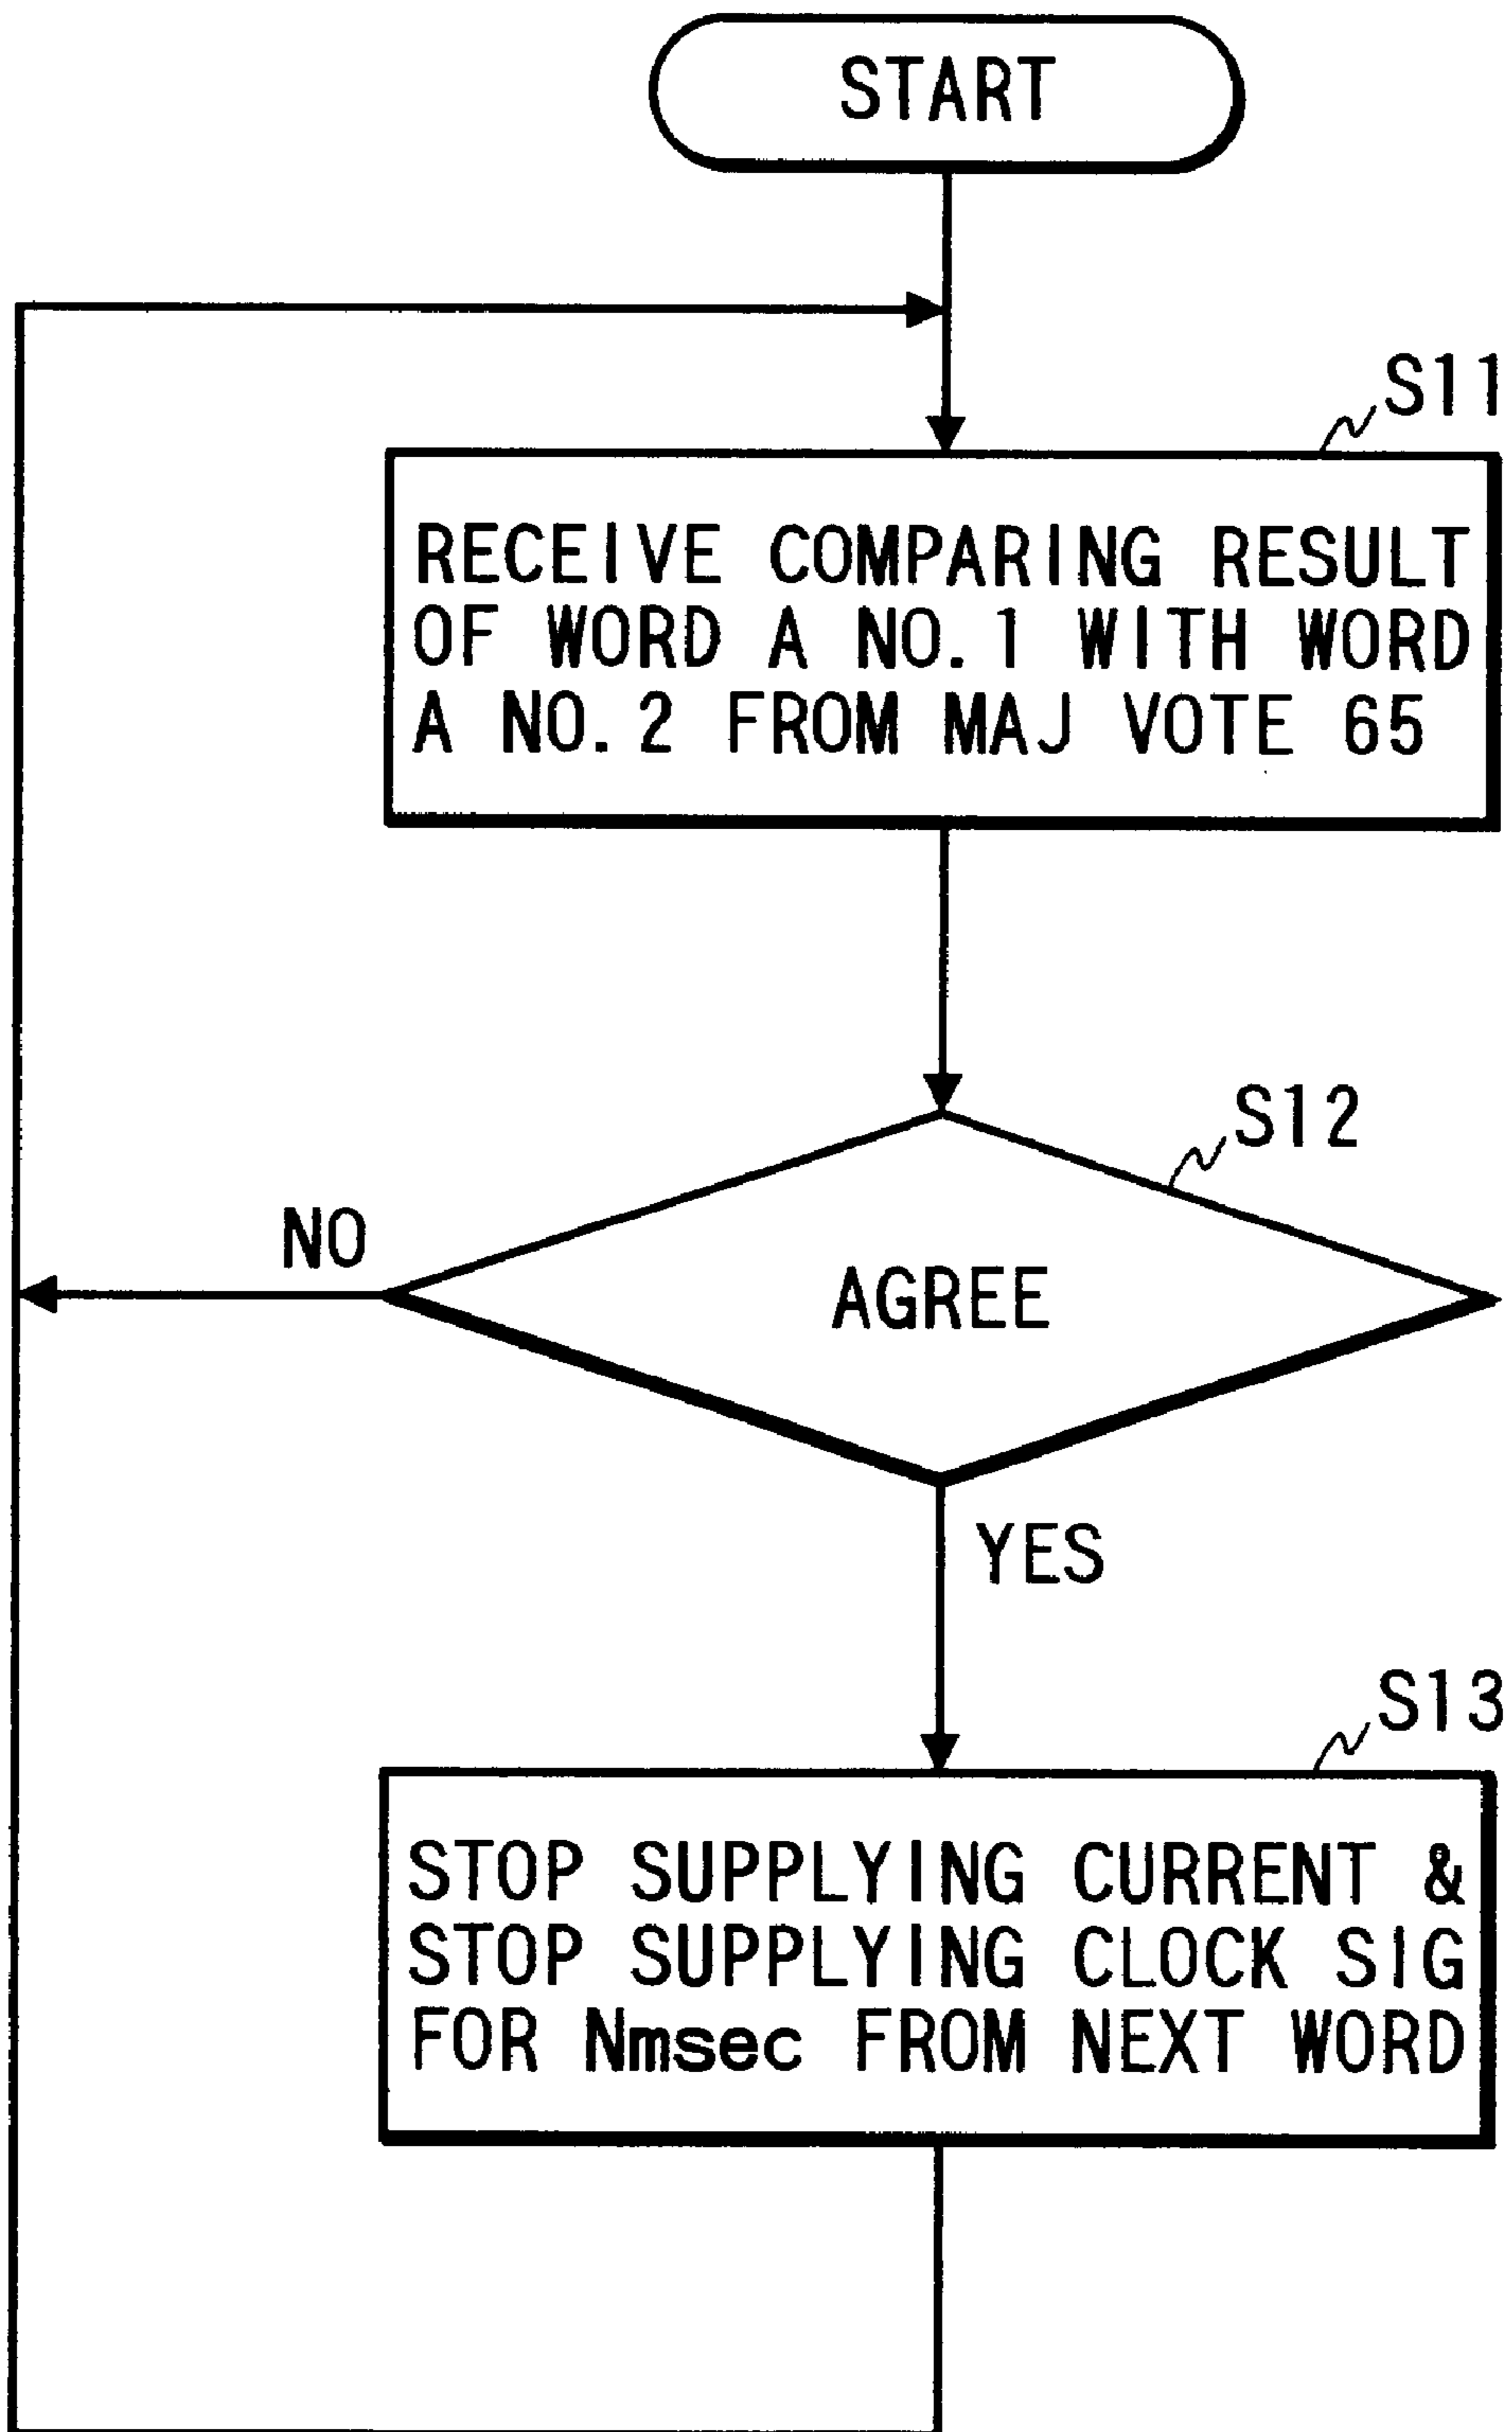 START
S11
RECEIVE COMPARING RESULT
OF WORD A NO.1 WITH WORD
A NO.2 FROM MAJ VOTE 65
S12
NO
AGREE
YES
S13
STOP SUPPLYING CURRENT &
STOP SUPPLYING CLOCK SIG
FOR Nmsec FROM NEXT WORD